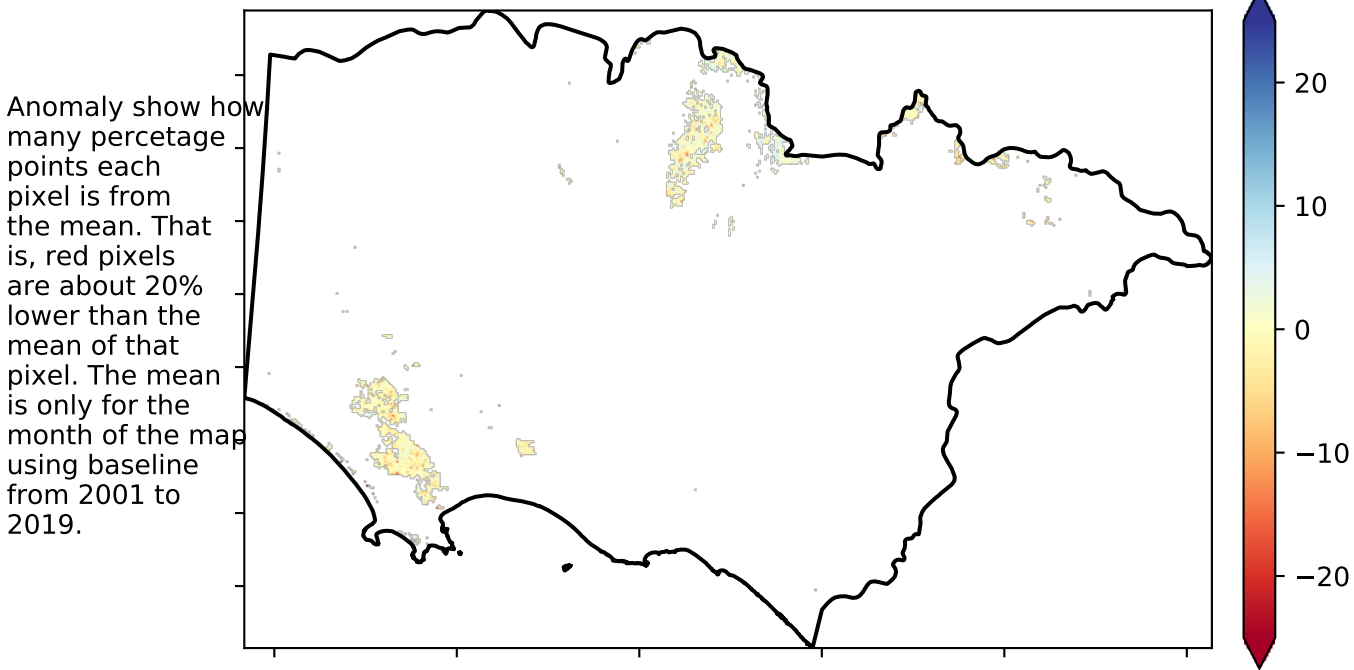 Anomaly show how
many percetage
points each
pixel is from
the mean. That
is, red pixels
are about 20%
lower than the
mean of that
pixel. The mean
is only for the
month of the map
using baseline
from 2001 to
2019.
20
10
0
−10
−20